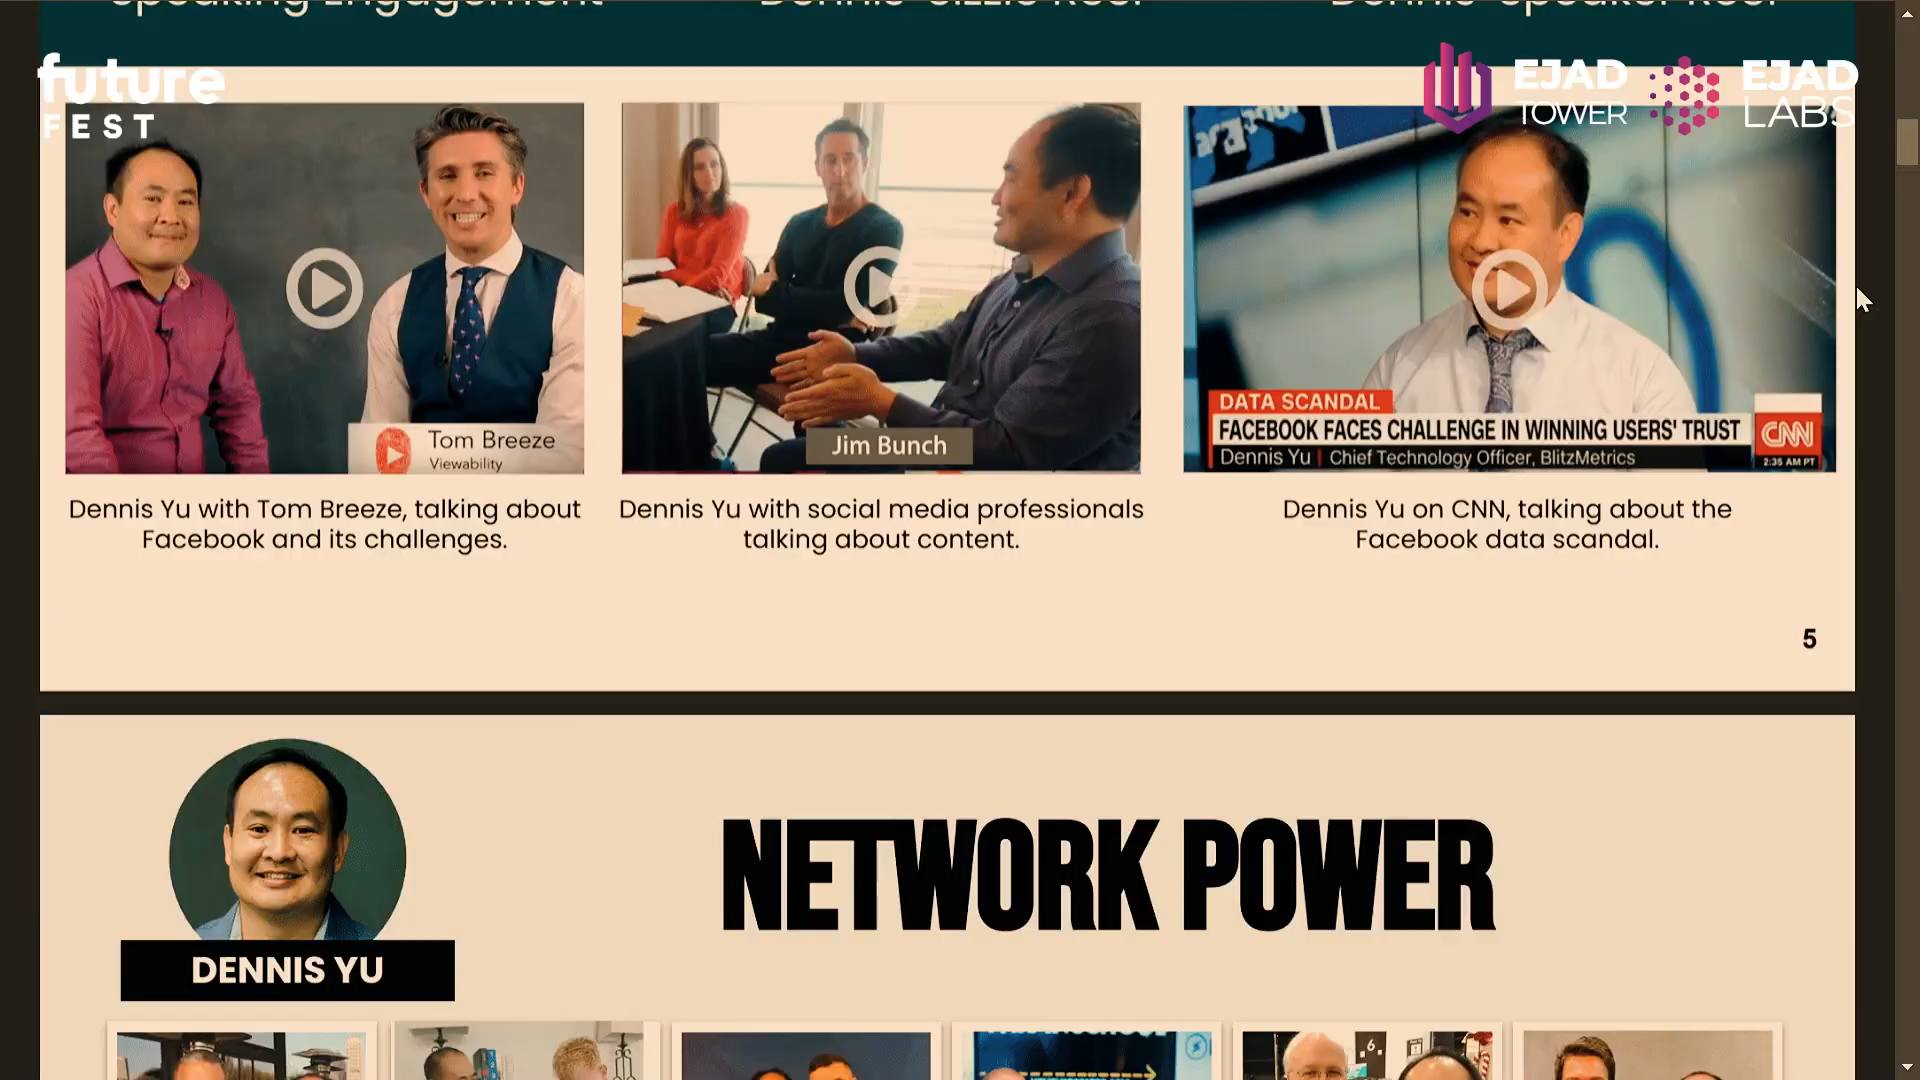 future
FEST
EJAD
TOWER
EJAD
LABS
Tom Breeze
Viewability
Jim Bunch
DATA SCANDAL
FACEBOOK FACES CHALLENGE IN WINNING USERS' TRUST
Dennis Yu | Chief Technology Officer, BlitzMetrics
CNN
2:35 AM PT
Dennis Yu with Tom Breeze, talking about
Facebook and its challenges.
Dennis Yu with social media professionals
talking about content.
Dennis Yu on CNN, talking about the
Facebook data scandal.
5
NETWORK POWER
DENNIS YU